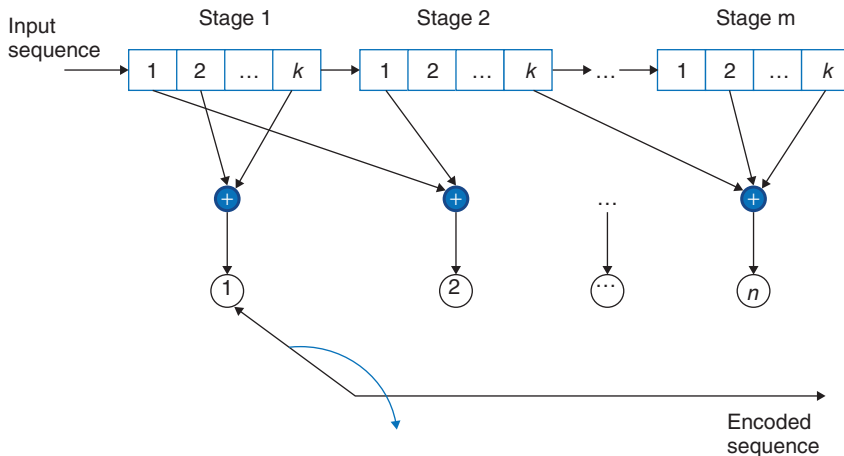 Stage 1 Stage 2 Stage m
Input
sequence
1 2 ... k 1 2 ... k ... 1 2 ... k
+ + ... +
1 2 ... n
Encoded
sequence